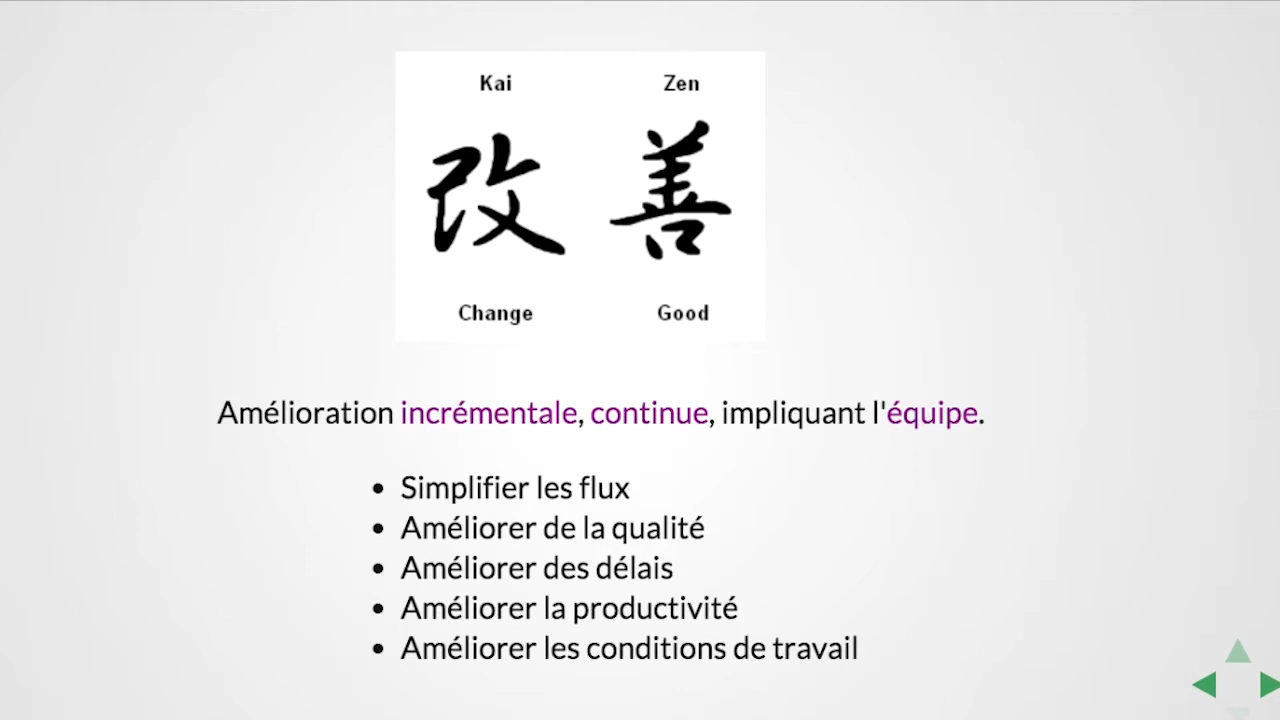 Kai Zen
改善
Change Good
Amélioration incrémentale, continue, impliquant l'équipe.
• Simplifier les flux
• Améliorer de la qualité
• Améliorer des délais
• Améliorer la productivité
• Améliorer les conditions de travail